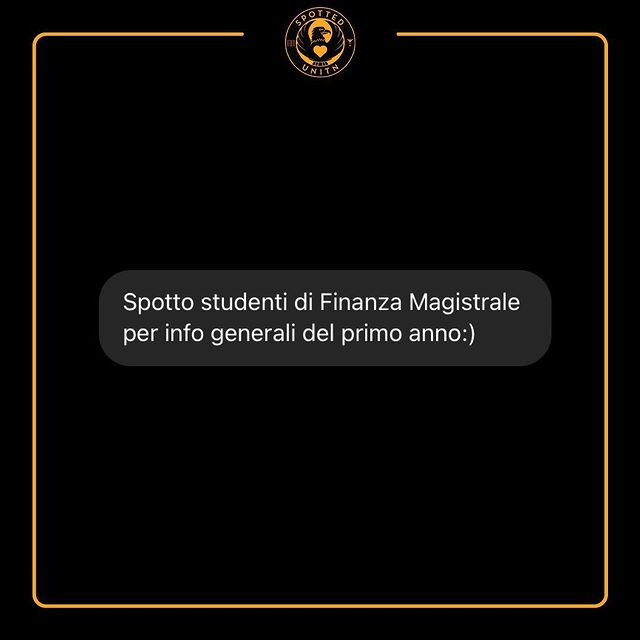 SPOTTED
UNITN
Spotto studenti di Finanza Magistrale
per info generali del primo anno:)